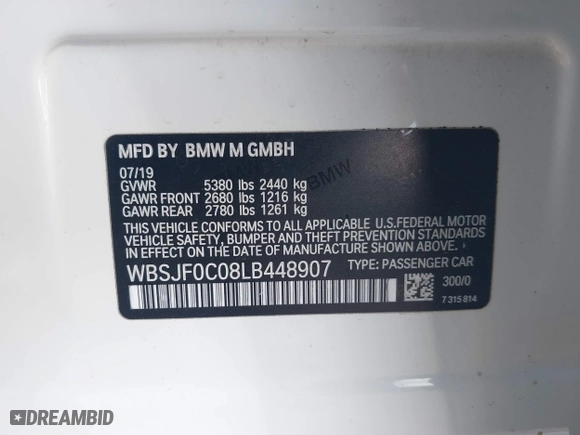 MFD BY BMW M GMBH
07/19
GVWR 5380 lbs 2440 kg
GAWR FRONT 2680 lbs 1216 kg
GAWR REAR 2780 lbs 1261 kg
THIS VEHICLE CONFORMS TO ALL APPLICABLE U.S.FEDERAL MOTOR
VEHICLE SAFETY, BUMPER, AND THEFT PREVENTION STANDARDS
IN EFFECT ON THE DATE OF MANUFACTURE SHOWN ABOVE.
WBSJF0C08LB448907 TYPE: PASSENGER CAR
300/0
7 315 814
BMW
DREAMBID